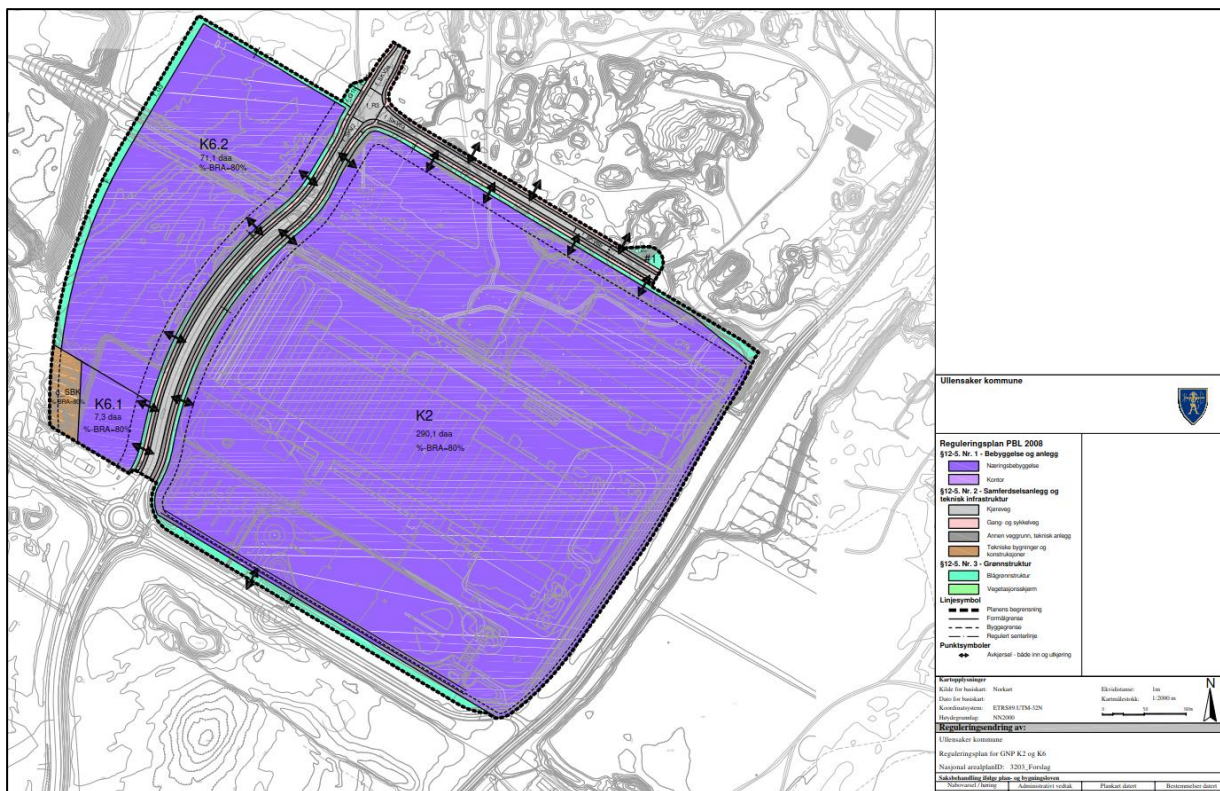 K6.2
71,1 daa
%-BRA=80%
#1
SBK
%-BRA=80%
K6.1
7,3 daa
%-BRA=80%
K2
290,1 daa
%-BRA=80%
Ullensaker kommune
Reguleringsplan PBL 2008
§12-5. Nr. 1 - Bebyggelse og anlegg
Næringsbebyggelse
Kontor
§12-5. Nr. 2 - Samferdselsanlegg og
teknisk infrastruktur
Kjøreveg
Gang- og sykkelveg
Annen veggrunn, teknisk anlegg
Tekniske bygninger og
konstruksjoner
§12-5. Nr. 3 - Grønnstruktur
Blågrønnstruktur
Vegetasjonsskjerm
Linjesymbol
Planens begrensning
Formålgrense
Byggegrense
Regulert senterlinje
Punktsymboler
Avkjørsel - både inn og utkjøring
Kartopplysninger
Kilde for basiskart: Norkart
Ekvidistanse: 1m
Dato for basiskart:
Kartmålestokk: 1:2000
Koordinatsystem: ETRS89 UTM-32N
Høydegrunnlag: NN2000
N
Reguleringsendring av:
Ullensaker kommune
Reguleringsplan for GNP K2 og K6
Nasjonal arealplanID: 3203_Forslag
Saksbehandling ifølge plan- og bygningsloven
Nabovarsel / høring Administrativt vedtak Plankart datert Bestemmelser datert